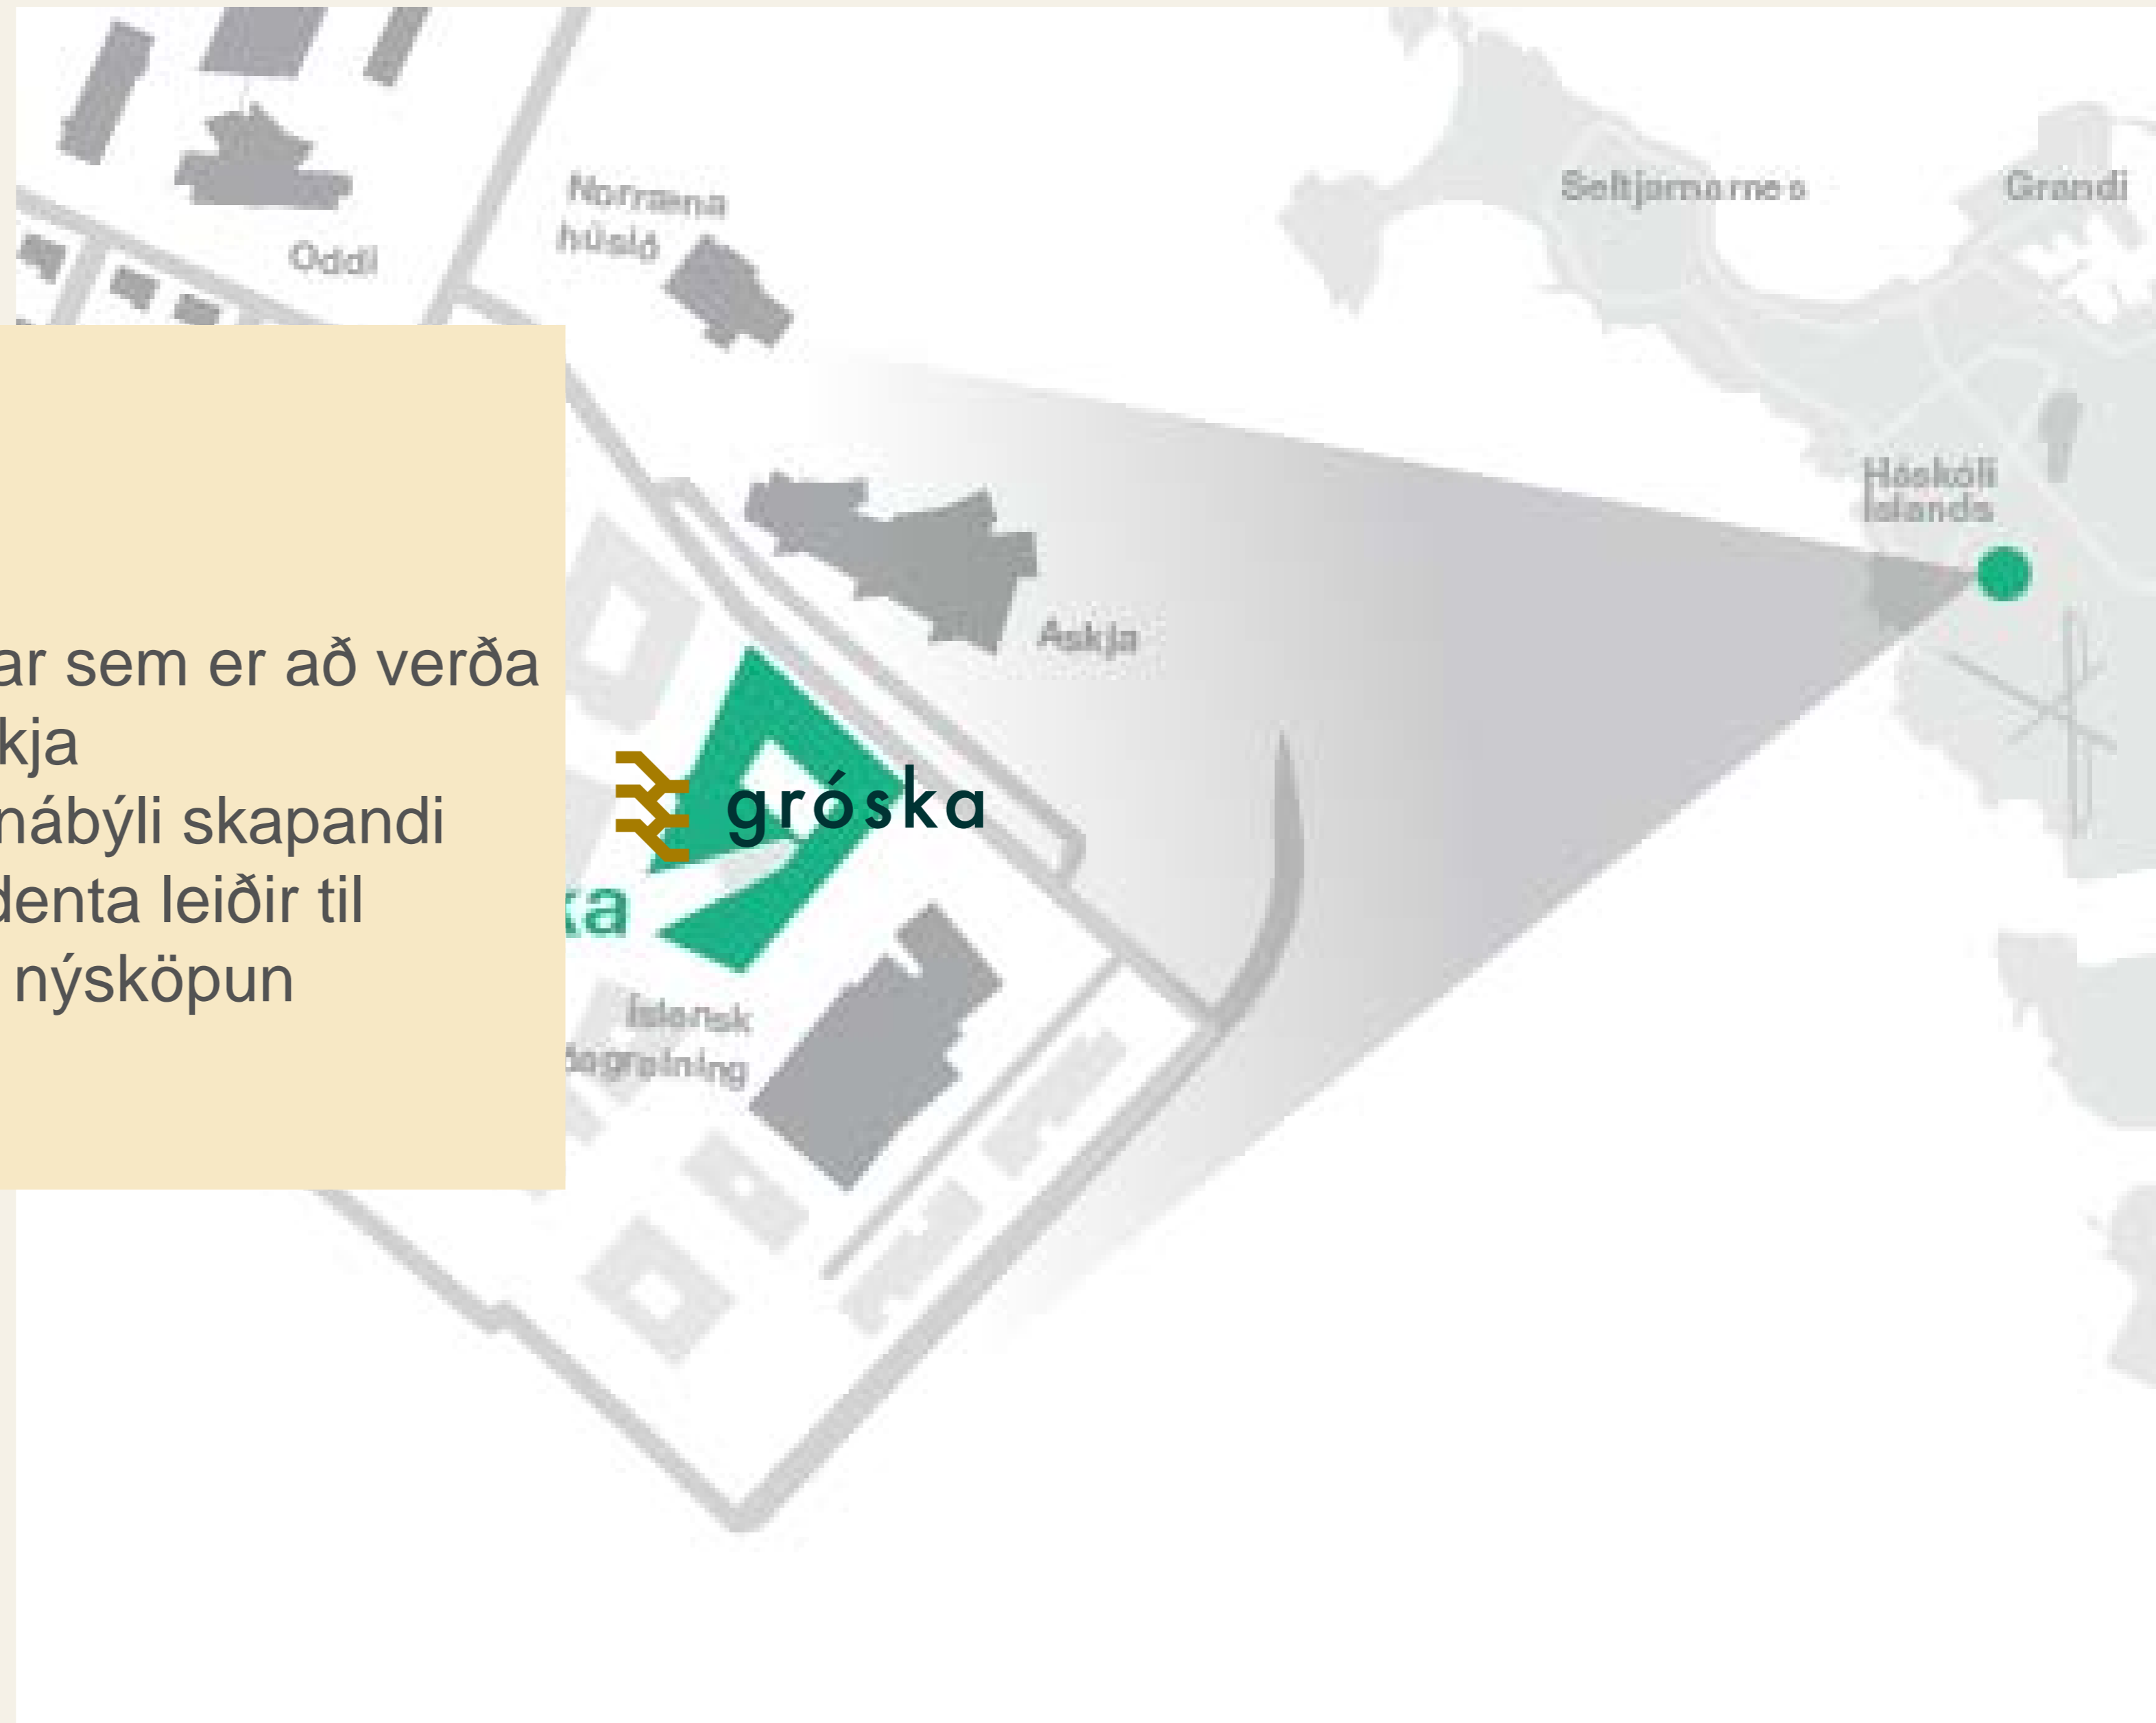 Seltjarnarnes
Grandi
Norræna
húsið
Oddi
Háskóli
Íslands
Askja
ar sem er að verða
kja
nábýli skapandi
denta leiðir til
nýsköpun
gróska
ka
Íslensk